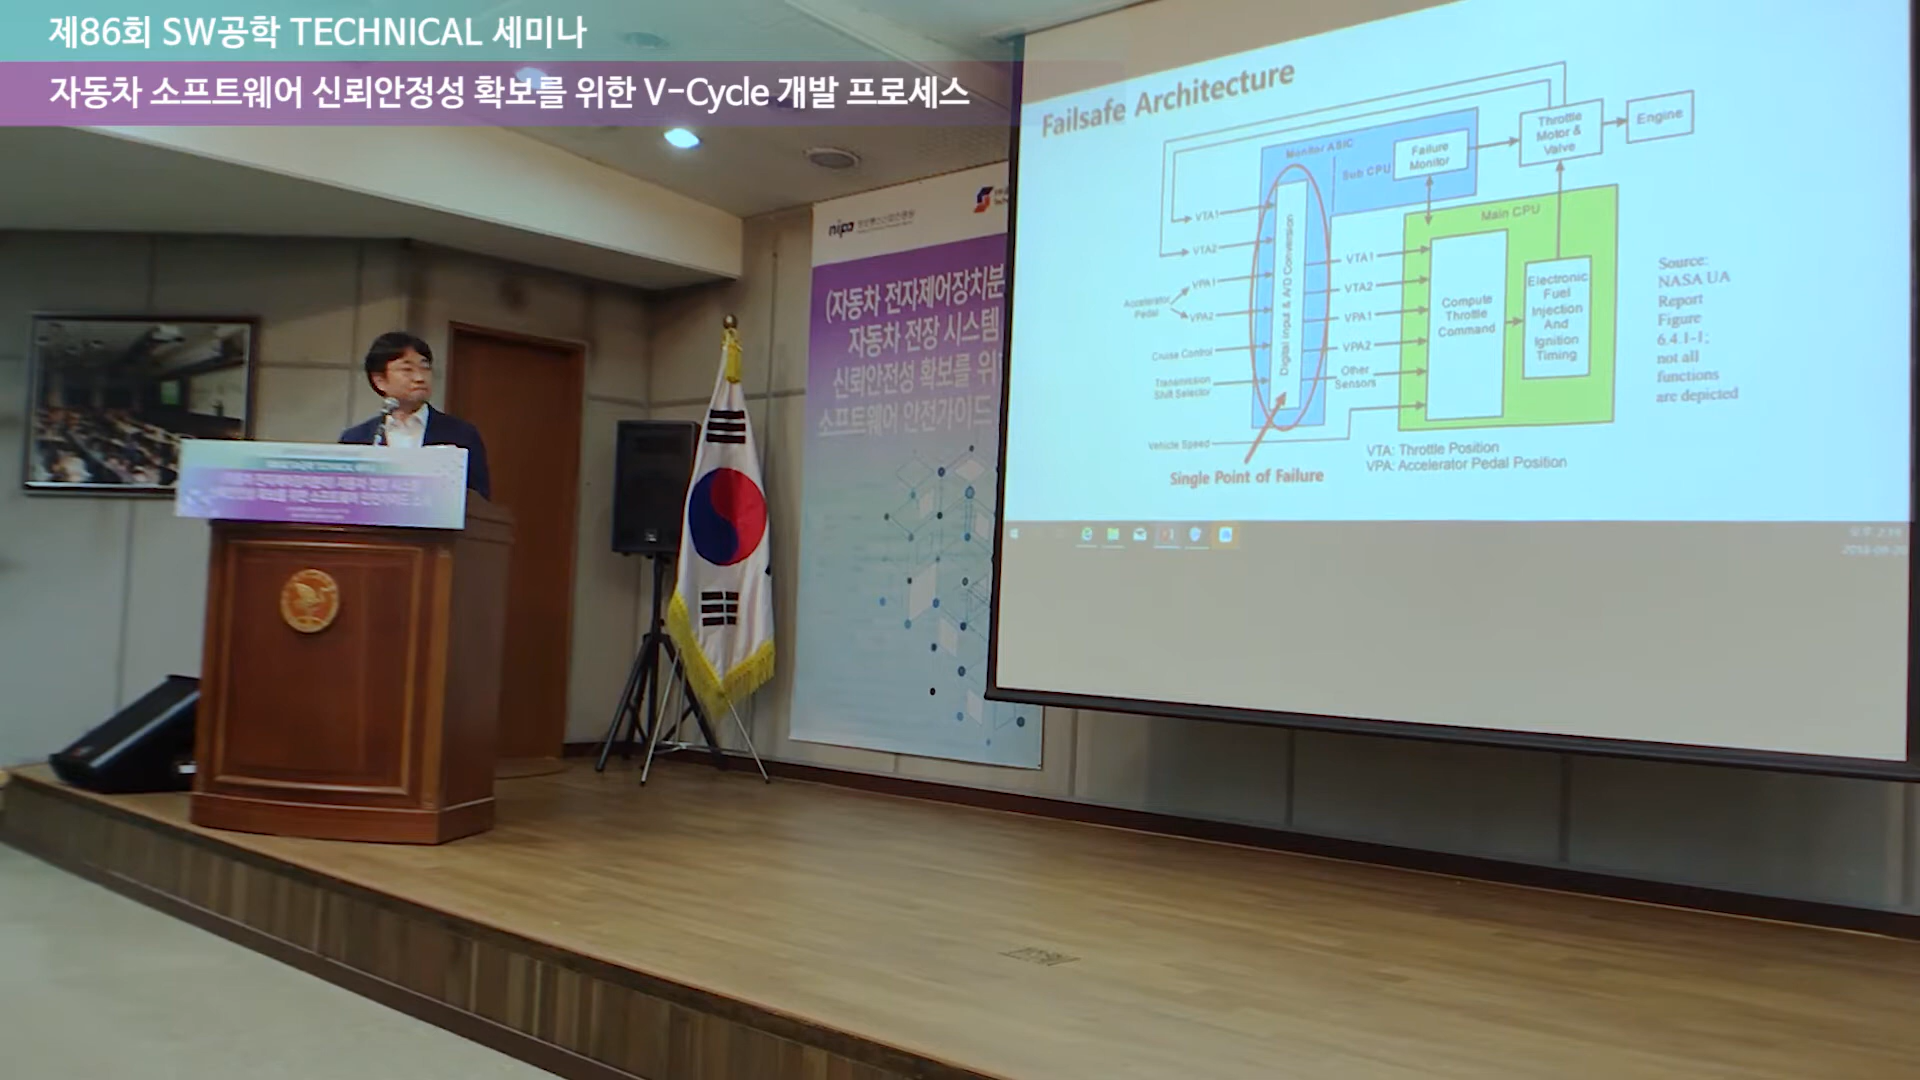 제86회 SW공학 TECHNICAL 세미나
자동차 소프트웨어 신뢰안정성 확보를 위한 V-Cycle 개발 프로세스
nipa
(자동차 전자제어장치분
자동차 전장 시스템
신뢰안전성 확보를 위
소프트웨어 안전가이드
Failsafe Architecture
Monitor ASIC
Sub CPU
Failure
Monitor
Throttle
Motor &
Valve
Engine
Main CPU
VTA1
VTA2
Accelerator
Pedal
VPA1
VPA2
Cruise Control
Transmission
Shift Selector
Vehicle Speed
Digital Input & A/D Conversion
VTA1
VTA2
VPA1
VPA2
Other
Sensors
Compute
Throttle
Command
Electronic
Fuel
Injection
And
Ignition
Timing
Source:
NASA UA
Report
Figure
6.4.1-1;
not all
functions
are depicted
VTA: Throttle Position
VPA: Accelerator Pedal Position
Single Point of Failure